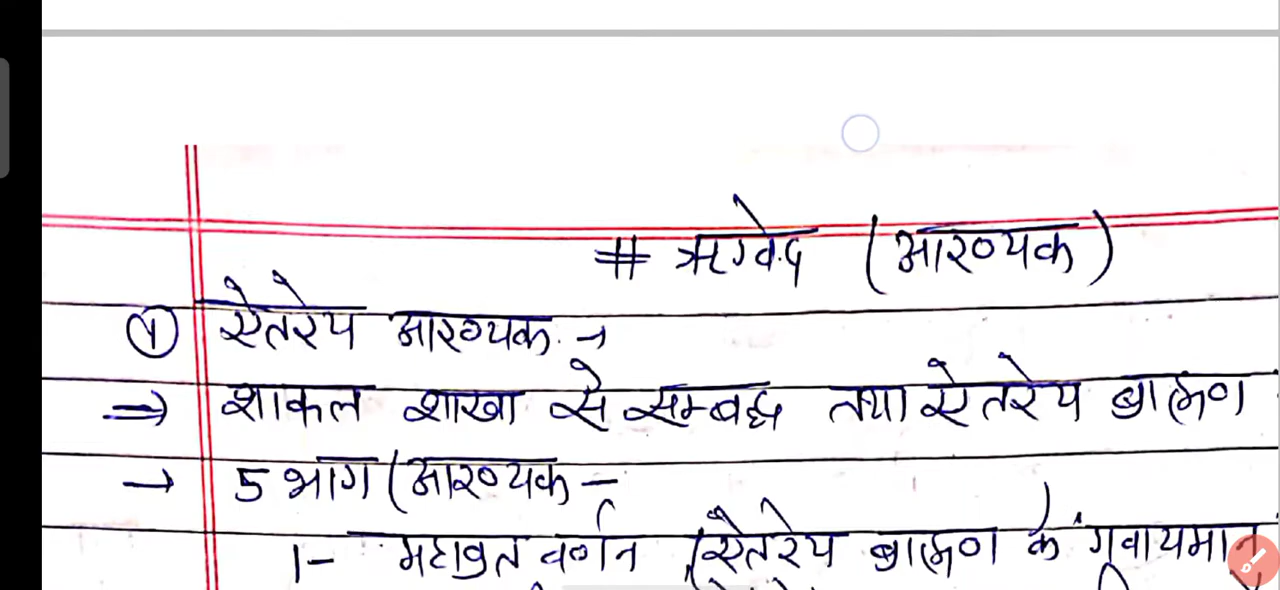 # ऋग्वेद (आरण्यक)
१ ऐतरेय आरण्यक →
⇒ शाकल शाखा से सम्बद्ध तथा ऐतरेय ब्राह्मण
→ 5 भाग (आरण्यक –
1- महाव्रत वर्णन (ऐतरेय ब्राह्मण के गवायमान